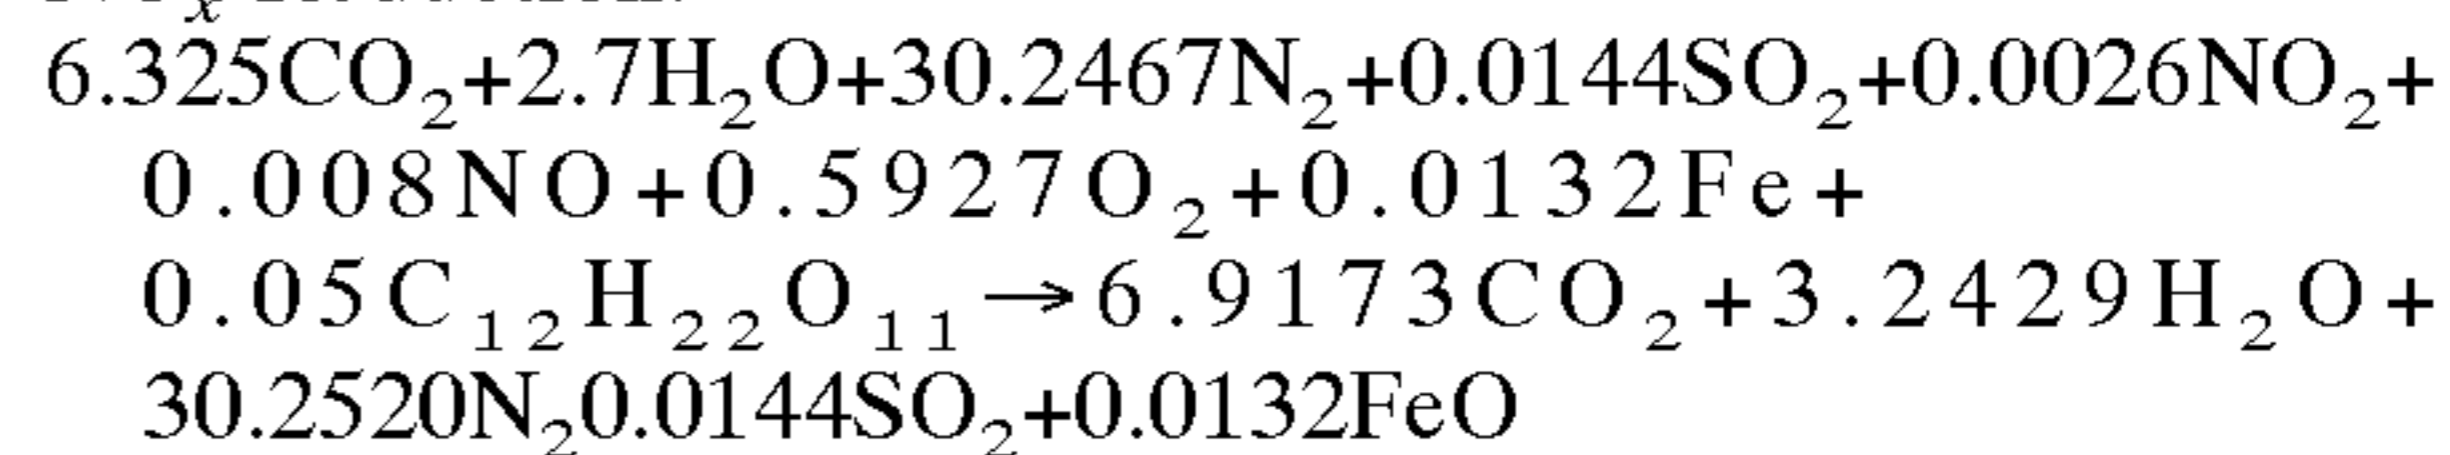 6.325CO₂+2.7H₂O+30.2467N₂+0.0144SO₂+0.0026NO₂+
0.008NO+0.5927O₂+0.0132Fe+
0.05C₁₂H₂₂O₁₁→6.9173CO₂+3.2429H₂O+
30.2520N₂0.0144SO₂+0.0132FeO